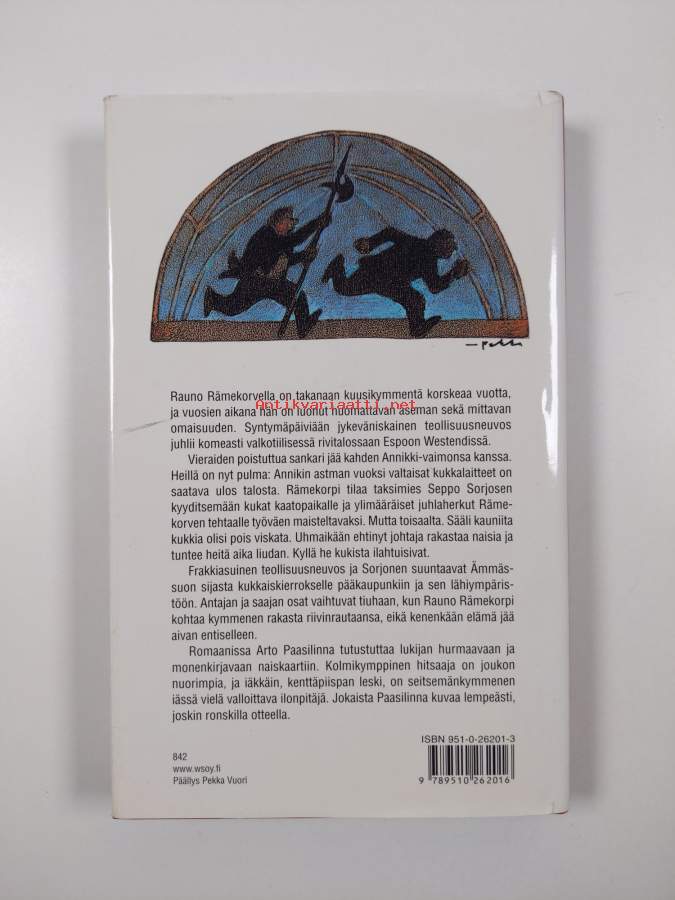 Rauno Rämekorvella on takanaan kuusikymmentä korskeaa vuotta,
ja vuosien aikana hän on luonut huomattavan aseman sekä mittavan
Antikvariaatti.net
omaisuuden. Syntymäpäiviään jykeväniskainen teollisuusneuvos
juhlii komeasti valkotiilisessä rivitalossaan Espoon Westendissä.
Vieraiden poistuttua sankari jää kahden Annikki-vaimonsa kanssa.
Heillä on nyt pulma: Annikin astman vuoksi valtaisat kukkalaitteet on
saatava ulos talosta. Rämekorpi tilaa taksimies Seppo Sorjosen
kyyditsemään kukat kaatopaikalle ja ylimääräiset juhlaherkut Räme-
korven tehtaalle työväen maisteltavaksi. Mutta toisaalta. Sääli kauniita
kukkia olisi pois viskata. Uhmaikään ehtinyt johtaja rakastaa naisia ja
tuntee heitä aika liudan. Kyllä he kukista ilahtuisivat.
Frakkiasuinen teollisuusneuvos ja Sorjonen suuntaavat Ämmäs-
suon sijasta kukkaiskierrokselle pääkaupunkiin ja sen lähiympäris-
töön. Antajan ja saajan osat vaihtuvat tiuhaan, kun Rauno Rämekorpi
kohtaa kymmenen rakasta riivinrautaansa, eikä kenenkään elämä jää
aivan entiselleen.
Romaanissa Arto Paasilinna tutustuttaa lukijan hurmaavaan ja
monenkirjavaan naiskaartiin. Kolmikymppinen hitsaaja on joukon
nuorimpia, ja iäkkäin, kenttäpiispan leski, on seitsemänkymmenen
iässä vielä valloittava ilonpitäjä. Jokaista Paasilinna kuvaa lempeästi,
joskin ronskilla otteella.
ISBN 951-0-26201-3
842
www.wsoy.fi
Päällys Pekka Vuori
9 789510 262016